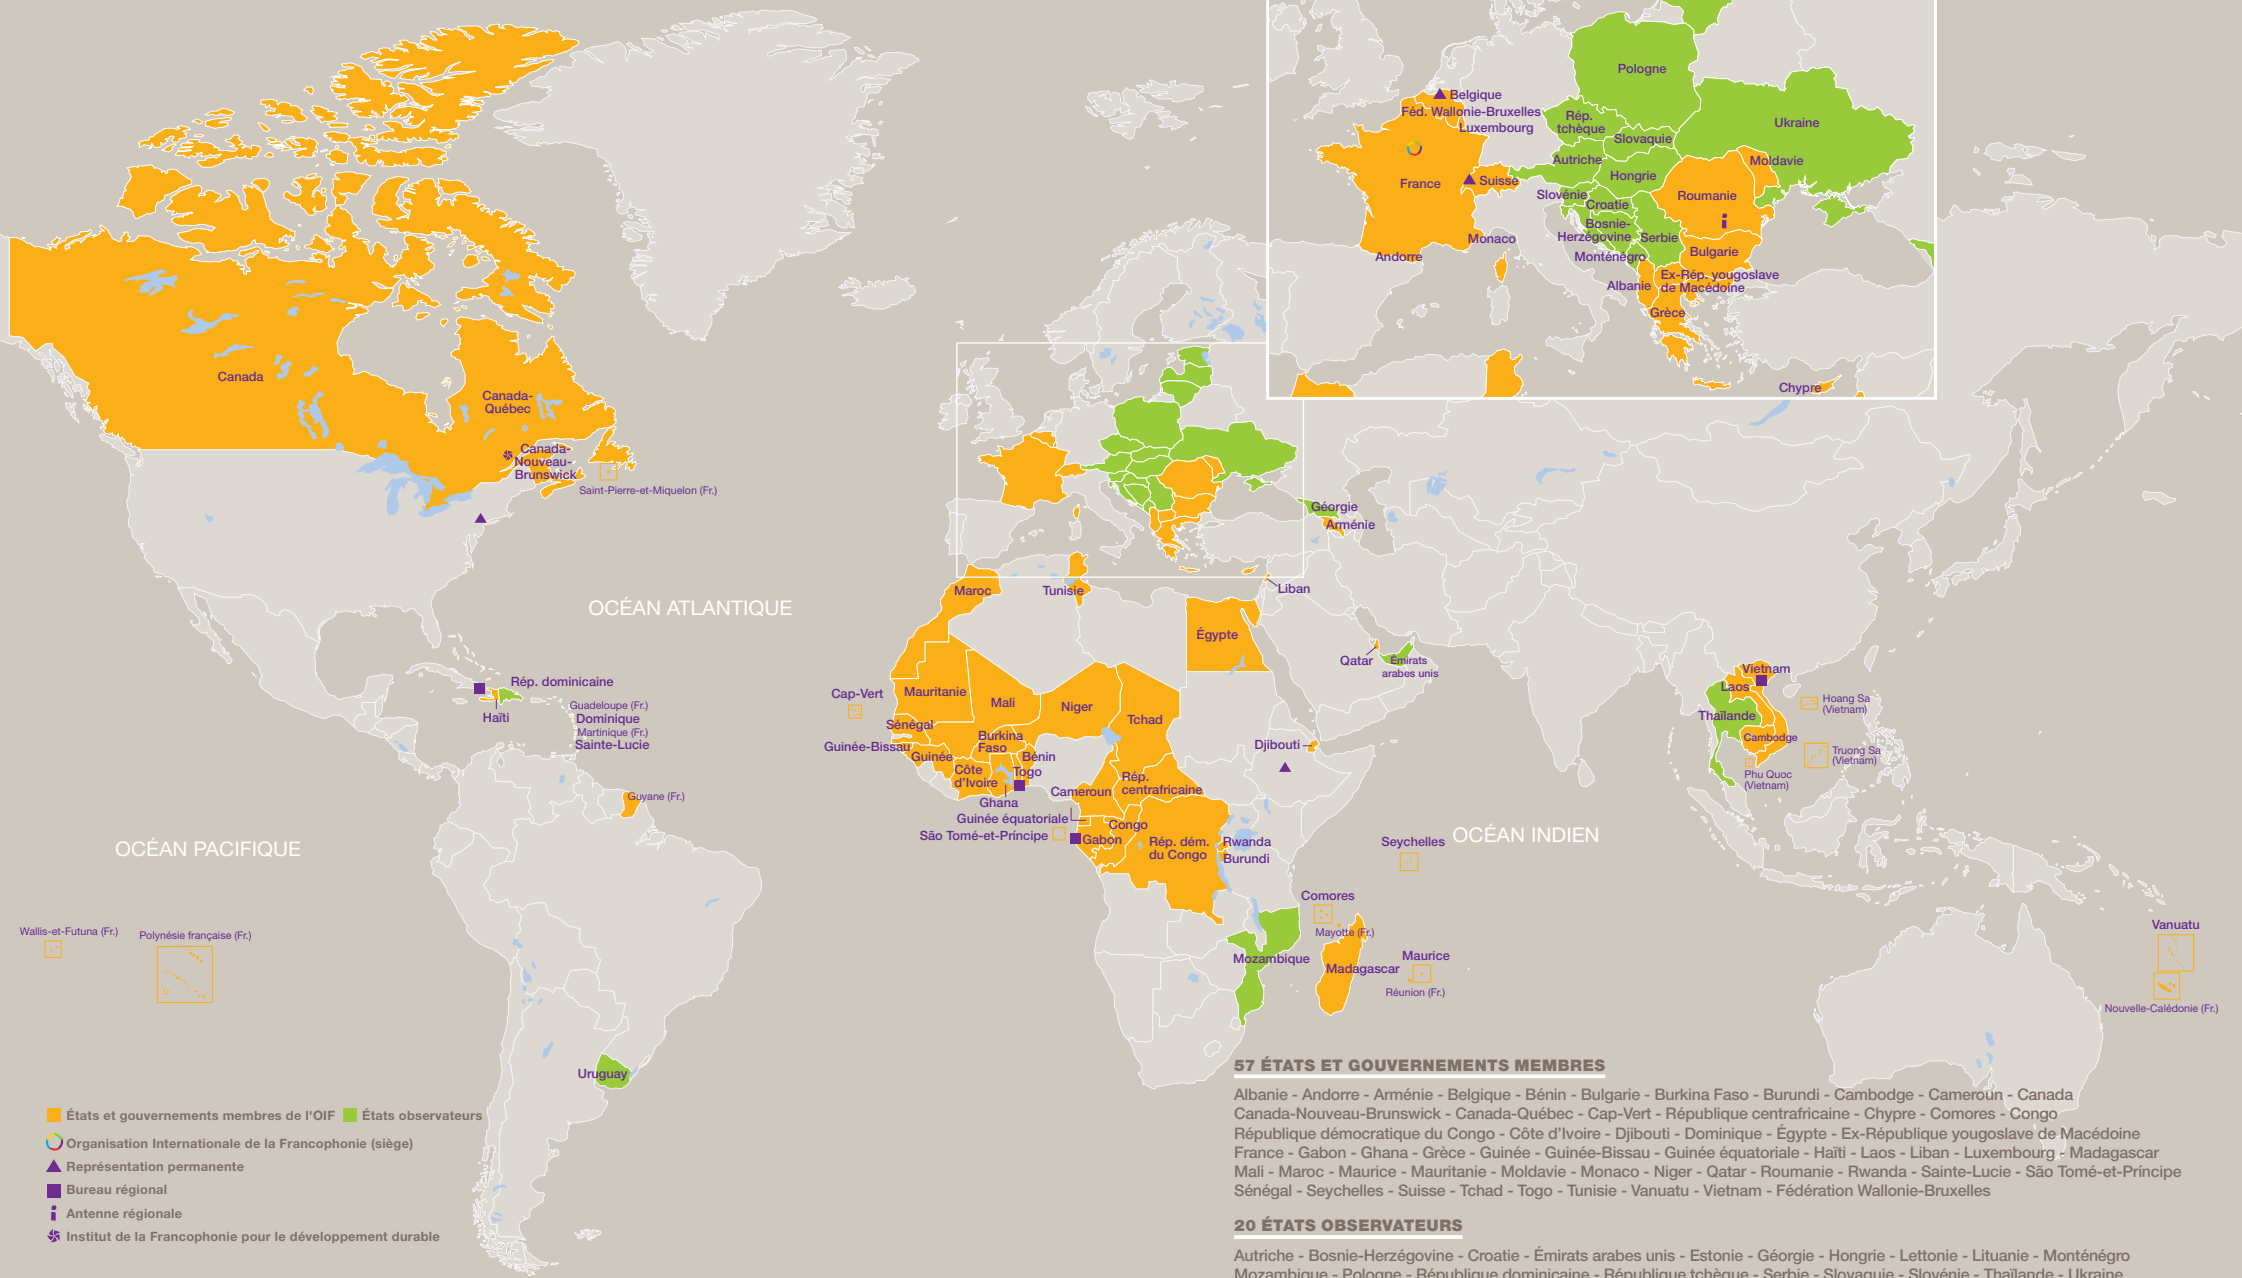 Pologne
Belgique
Féd. Wallonie-Bruxelles
Luxembourg
Rép.
tchèque
Slovaquie
Ukraine
Autriche
Moldavie
Hongrie
France
Suisse
Slovénie
Roumanie
Croatie
Bosnie-
Herzégovine
Serbie
Monaco
Monténégro
Bulgarie
Andorre
Ex-Rép. yougoslave
de Macédoine
Albanie
Grèce
Chypre
Canada
Canada-
Québec
Canada-
Nouveau-
Brunswick
Saint-Pierre-et-Miquelon (Fr.)
Géorgie
Arménie
OCÉAN ATLANTIQUE
Maroc
Tunisie
Liban
Égypte
Qatar
Émirats
arabes unis
Rép. dominicaine
Haïti
Guadeloupe (Fr.)
Dominique
Martinique (Fr.)
Sainte-Lucie
Guyane (Fr.)
Cap-Vert
Mauritanie
Mali
Niger
Tchad
Sénégal
Guinée-Bissau
Guinée
Burkina
Faso
Bénin
Côte
d'Ivoire
Togo
Ghana
Cameroun
Rép.
centrafricaine
Djibouti
Guinée équatoriale
São Tomé-et-Príncipe
Gabon
Congo
Rép. dém.
du Congo
Rwanda
Burundi
Vietnam
Laos
Thaïlande
Cambodge
Hoang Sa
(Vietnam)
Truong Sa
(Vietnam)
Phu Quoc
(Vietnam)
OCÉAN PACIFIQUE
OCÉAN INDIEN
Seychelles
Comores
Mayotte (Fr.)
Mozambique
Madagascar
Maurice
Réunion (Fr.)
Wallis-et-Futuna (Fr.)
Polynésie française (Fr.)
Vanuatu
Nouvelle-Calédonie (Fr.)
Uruguay
États et gouvernements membres de l'OIF
États observateurs
Organisation Internationale de la Francophonie (siège)
Représentation permanente
Bureau régional
Antenne régionale
Institut de la Francophonie pour le développement durable
57 ÉTATS ET GOUVERNEMENTS MEMBRES
Albanie - Andorre - Arménie - Belgique - Bénin - Bulgarie - Burkina Faso - Burundi - Cambodge - Cameroun - Canada
Canada-Nouveau-Brunswick - Canada-Québec - Cap-Vert - République centrafricaine - Chypre - Comores - Congo
République démocratique du Congo - Côte d'Ivoire - Djibouti - Dominique - Égypte - Ex-République yougoslave de Macédoine
France - Gabon - Ghana - Grèce - Guinée - Guinée-Bissau - Guinée équatoriale - Haïti - Laos - Liban - Luxembourg - Madagascar
Mali - Maroc - Maurice - Mauritanie - Moldavie - Monaco - Niger - Qatar - Roumanie - Rwanda - Sainte-Lucie - São Tomé-et-Príncipe
Sénégal - Seychelles - Suisse - Tchad - Togo - Tunisie - Vanuatu - Vietnam - Fédération Wallonie-Bruxelles
20 ÉTATS OBSERVATEURS
Autriche - Bosnie-Herzégovine - Croatie - Émirats arabes unis - Estonie - Géorgie - Hongrie - Lettonie - Lituanie - Monténégro
Mozambique - Pologne - République dominicaine - République tchèque - Serbie - Slovaquie - Slovénie - Thaïlande - Ukraine